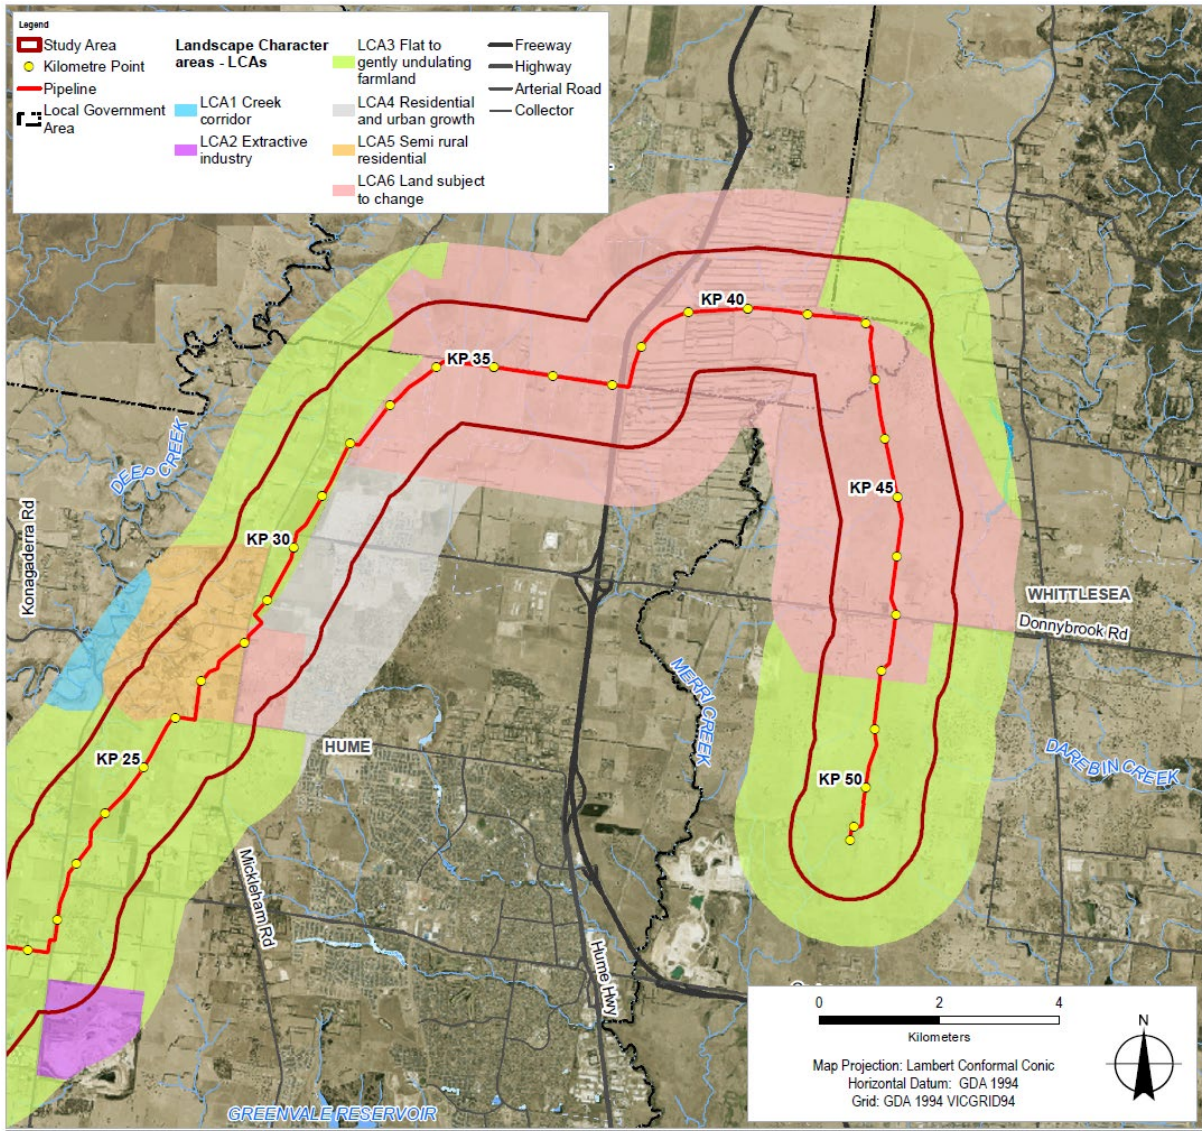 Legend
Study Area
Kilometre Point
Pipeline
Local Government
Area
Landscape Character
areas - LCAs
LCA1 Creek
corridor
LCA2 Extractive
industry
LCA3 Flat to
gently undulating
farmland
LCA4 Residential
and urban growth
LCA5 Semi rural
residential
LCA6 Land subject
to change
Freeway
Highway
Arterial Road
Collector
KP 40
KP 35
DEEP CREEK
KP 45
Konagaderra Rd
KP 30
WHITTLESEA
Donnybrook Rd
MERRI CREEK
HUME
KP 25
DAREBIN CREEK
KP 50
Mickleham Rd
Hume Hwy
0 2 4
Kilometers
Map Projection: Lambert Conformal Conic
Horizontal Datum: GDA 1994
Grid: GDA 1994 VICGRID94
N
GREENVALE RESERVOIR